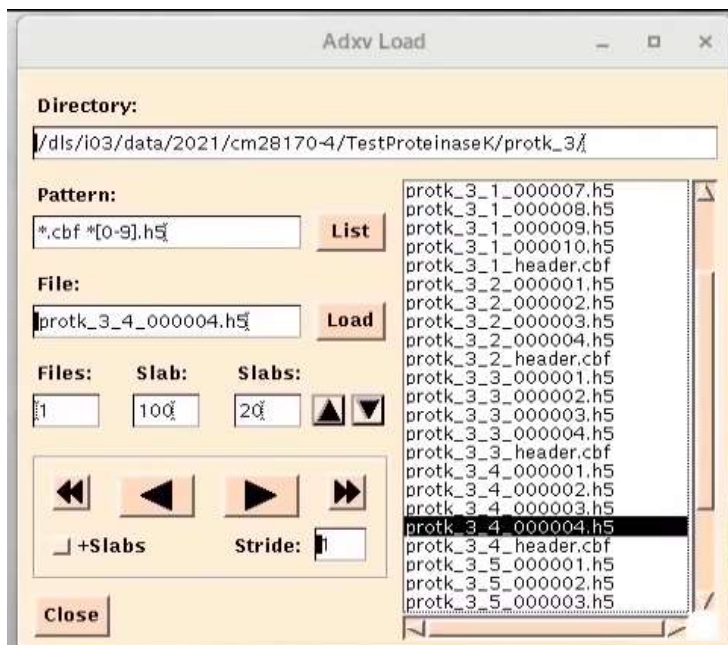 Adxv Load
Directory:
/dls/i03/data/2021/cm28170-4/TestProteinaseK/protk_3/
Pattern:
*.cbf *[0-9].h5
List
File:
protk_3_4_000004.h5
Load
Files: Slab: Slabs:
1 100 20
+Slabs Stride: 1
Close
protk_3_1_000007.h5
protk_3_1_000008.h5
protk_3_1_000009.h5
protk_3_1_000010.h5
protk_3_1_header.cbf
protk_3_2_000001.h5
protk_3_2_000002.h5
protk_3_2_000003.h5
protk_3_2_000004.h5
protk_3_2_header.cbf
protk_3_3_000001.h5
protk_3_3_000002.h5
protk_3_3_000003.h5
protk_3_3_000004.h5
protk_3_3_header.cbf
protk_3_4_000001.h5
protk_3_4_000002.h5
protk_3_4_000003.h5
protk_3_4_000004.h5
protk_3_4_header.cbf
protk_3_5_000001.h5
protk_3_5_000002.h5
protk_3_5_000003.h5